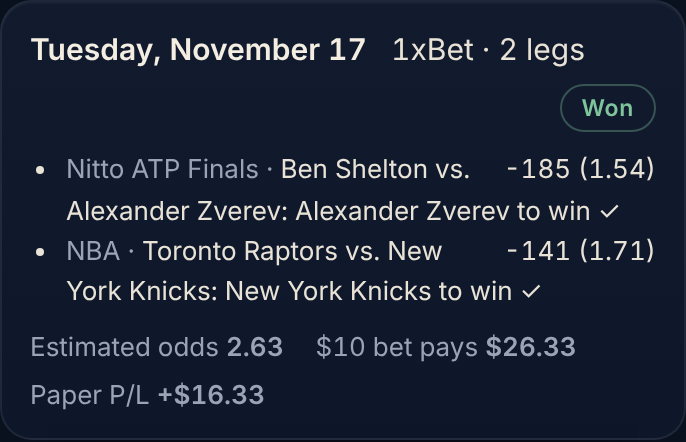 Tuesday, November 17 1xBet · 2 legs
Won
• Nitto ATP Finals · Ben Shelton vs. -185 (1.54)
Alexander Zverev: Alexander Zverev to win ✓
• NBA · Toronto Raptors vs. New -141 (1.71)
York Knicks: New York Knicks to win ✓
Estimated odds 2.63 $10 bet pays $26.33
Paper P/L +$16.33